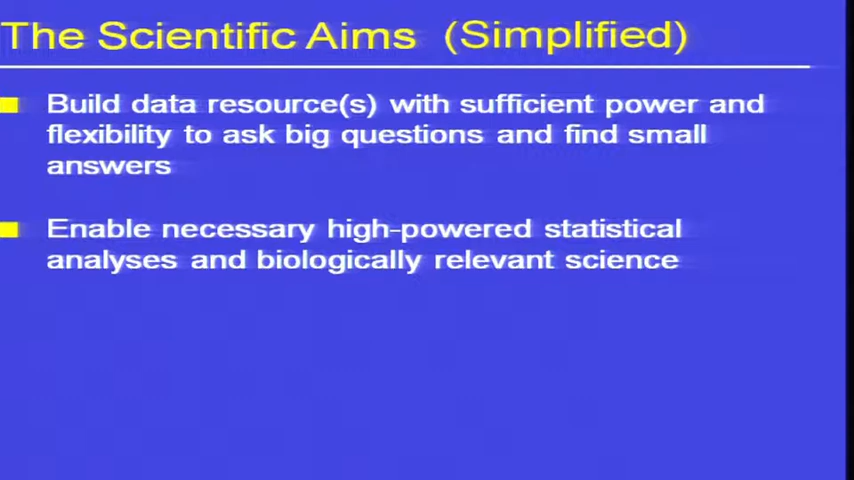 The Scientific Aims (Simplified)
Build data resource(s) with sufficient power and
flexibility to ask big questions and find small
answers
Enable necessary high-powered statistical
analyses and biologically relevant science